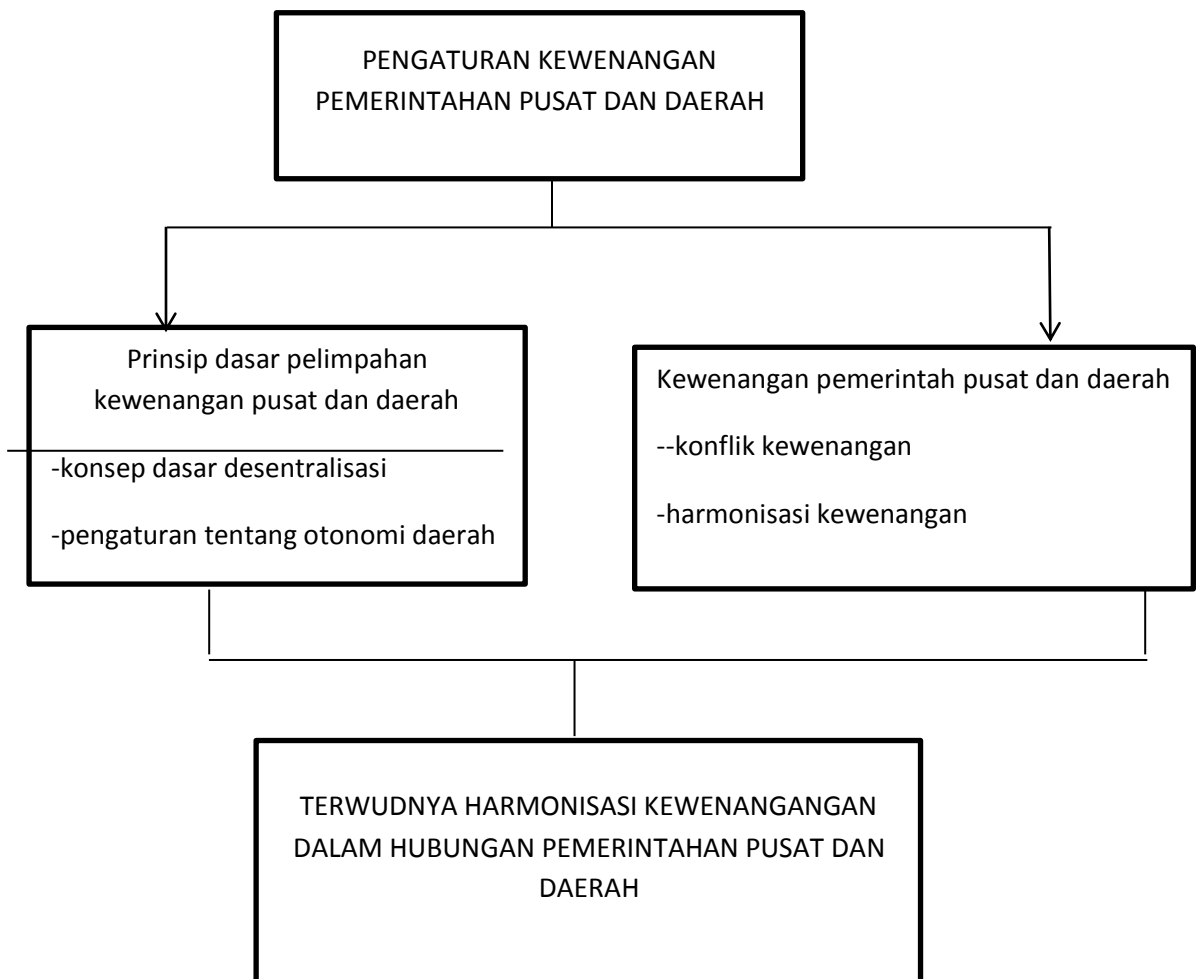 PENGATURAN KEWENANGAN
PEMERINTAHAN PUSAT DAN DAERAH
Prinsip dasar pelimpahan
kewenangan pusat dan daerah
-konsep dasar desentralisasi
-pengaturan tentang otonomi daerah
Kewenangan pemerintah pusat dan daerah
--konflik kewenangan
-harmonisasi kewenangan
TERWUDNYA HARMONISASI KEWENANGANGAN
DALAM HUBUNGAN PEMERINTAHAN PUSAT DAN
DAERAH